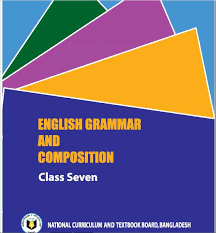 ENGLISH GRAMMAR
AND
COMPOSITION
Class Seven
NATIONAL CURRICULUM AND TEXTBOOK BOARD, BANGLADESH